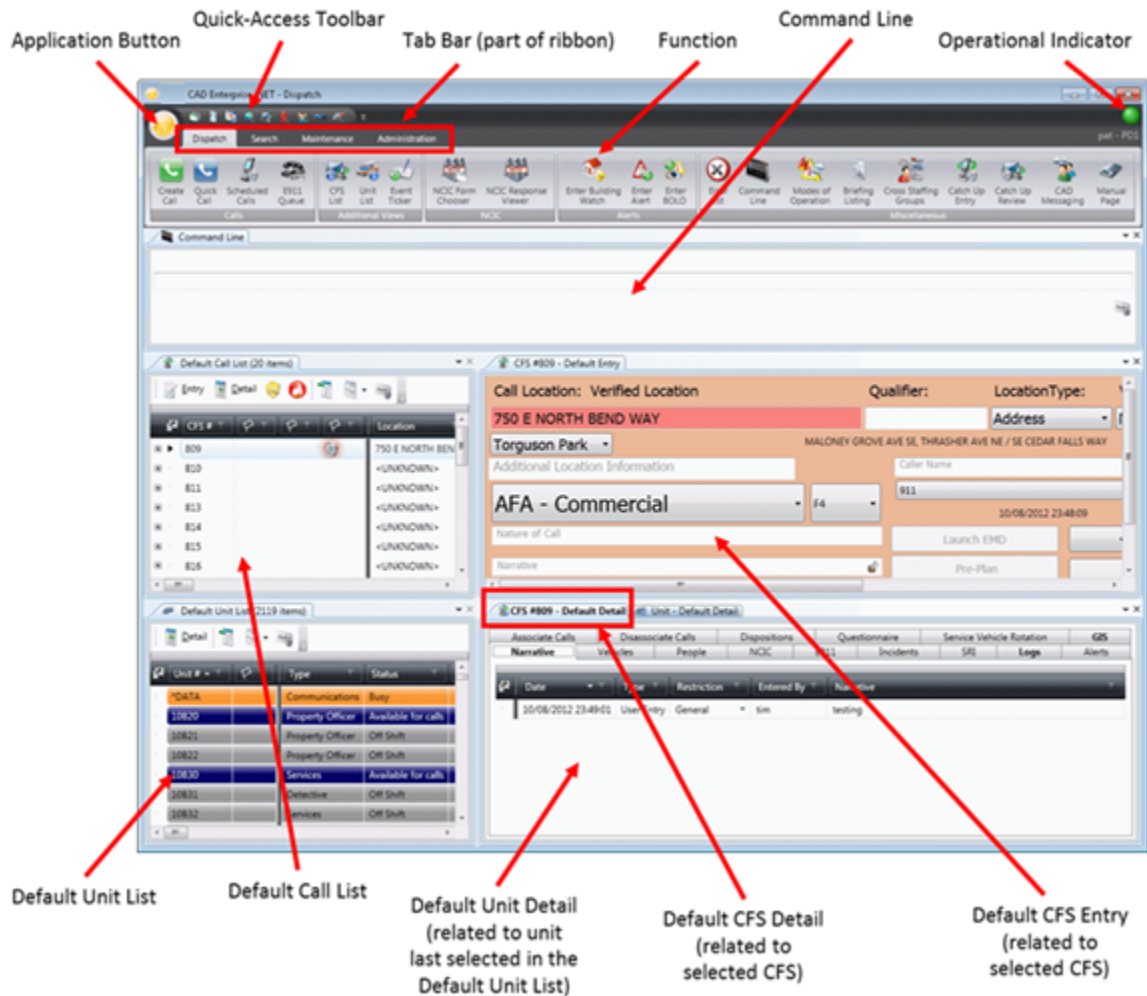 Quick-Access Toolbar
Command Line
Application Button
Tab Bar (part of ribbon)
Function
Operational Indicator
CAD Enterprise .NET - Dispatch
Dispatch Search Maintenance Administration
pat - PD1
Create Call
Quick Call
Scheduled Calls
E911 Queue
CFS List
Unit List
Event Ticker
NCIC Form Chooser
NCIC Response Viewer
Enter Building Watch
Enter Alert
Enter BOLO
List
Command Line
Modes of Operation
Briefing Listing
Cross Staffing Groups
Catch Up Entry
Catch Up Review
CAD Messaging
Manual Page
Calls
Additional Views
NCIC
Alerts
Miscellaneous
Command Line
Default Call List (20 items)
Entry Detail
CFS # Location
809 750 E NORTH BEN
810 <UNKNOWN>
811 <UNKNOWN>
813 <UNKNOWN>
814 <UNKNOWN>
815 <UNKNOWN>
816 <UNKNOWN>
CFS #809 - Default Entry
Call Location: Verified Location Qualifier: LocationType:
750 E NORTH BEND WAY Address
Torguson Park MALONEY GROVE AVE SE, THRASHER AVE NE / SE CEDAR FALLS WAY
Additional Location Information Caller Name
AFA - Commercial F4 911
10/08/2012 23:48:09
Nature of Call Launch EMD
Narrative Pre-Plan
Default Unit List (2119 items)
Detail
Unit # Type Status
*DATA Communications Busy
10820 Property Officer Available for calls
10821 Property Officer Off Shift
10822 Property Officer Off Shift
10830 Services Available for calls
10831 Detective Off Shift
10832 Services Off Shift
CFS #809 - Default Detail Unit - Default Detail
Associate Calls Disassociate Calls Dispositions Questionnaire Service Vehicle Rotation GIS
Narrative Vehicles People NCIC E911 Incidents SRI Logs Alerts
Date Type Restriction Entered By Narrative
10/08/2012 23:49:01 User Entry General tim testing
Default Unit List
Default Call List
Default Unit Detail
(related to unit
last selected in the
Default Unit List)
Default CFS Detail
(related to
selected CFS)
Default CFS Entry
(related to
selected CFS)